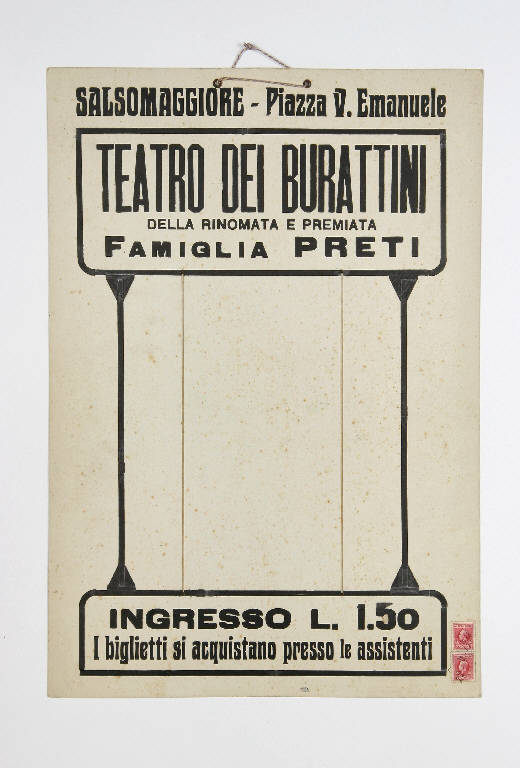 SALSOMAGGIORE - Piazza V. Emanuele
TEATRO DEI BURATTINI
DELLA RINOMATA E PREMIATA
FAMIGLIA PRETI
INGRESSO L. 1.50
I biglietti si acquistano presso le assistenti